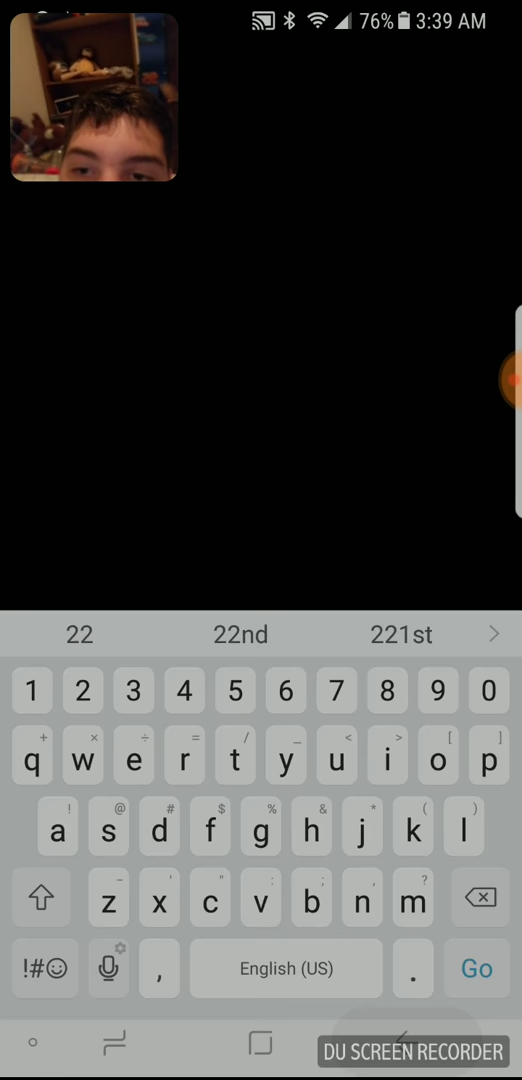 76% 3:39 AM
22 22nd 221st >
1 2 3 4 5 6 7 8 9 0
+ × ÷ = / _ < > [ ]
q w e r t y u i o p
! @ # $ % & * ( )
a s d f g h j k l
- ' " : ; , ?
z x c v b n m
!#☺ , English (US) . Go
DU SCREEN RECORDER